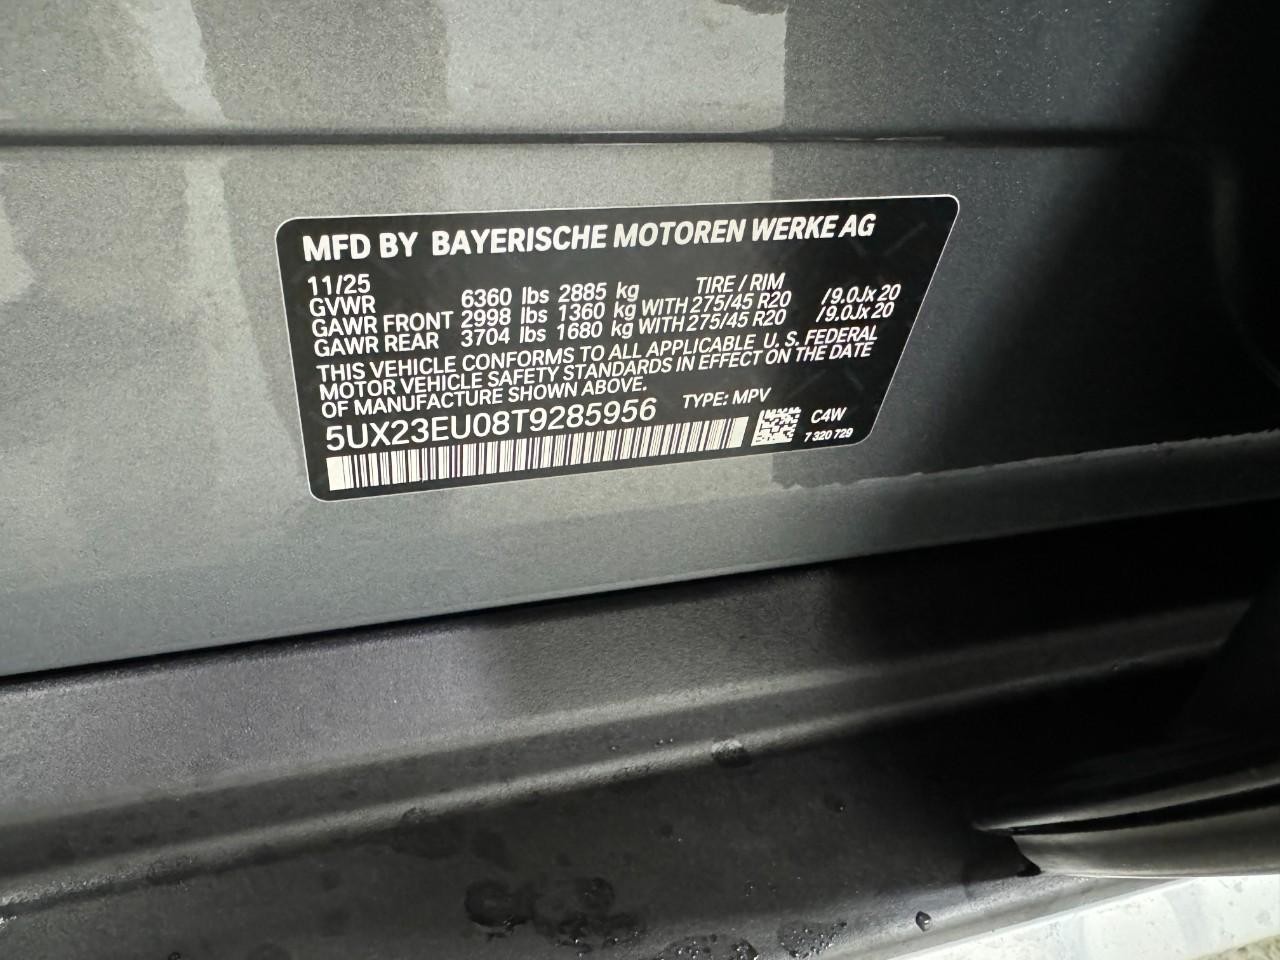 MFD BY BAYERISCHE MOTOREN WERKE AG
11/25 TIRE / RIM
GVWR 6360 lbs 2885 kg
GAWR FRONT 2998 lbs 1360 kg WITH 275/45 R20 /9.0Jx20
GAWR REAR 3704 lbs 1680 kg WITH 275/45 R20 /9.0Jx20
THIS VEHICLE CONFORMS TO ALL APPLICABLE U. S. FEDERAL
MOTOR VEHICLE SAFETY STANDARDS IN EFFECT ON THE DATE
OF MANUFACTURE SHOWN ABOVE.
5UX23EU08T9285956 TYPE: MPV
C4W
7 320 729